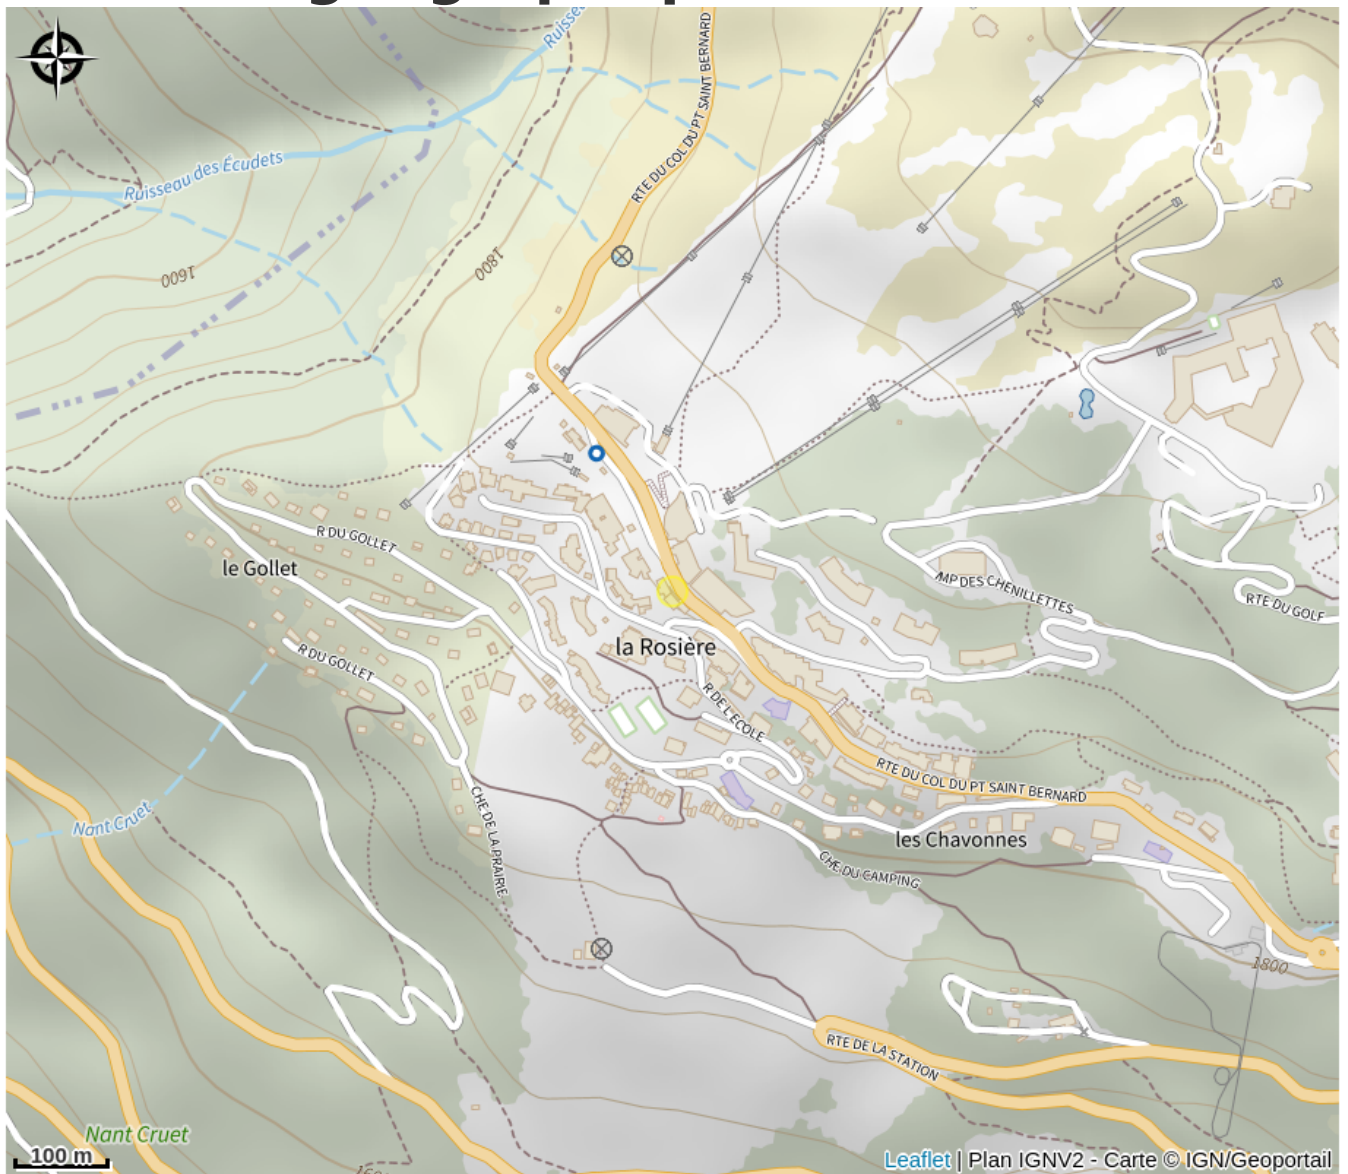 Ruisse
RTE DU COL DU PT SAINT BERNARD
Ruisseau des Écudets
1600
1800
R DU GOLLET
le Gollet
MP DES CHENILLETTES
RTE DU GOLF
la Rosière
R DU GOLLET
R DE L'ECOLE
RTE DU COL DU PT SAINT BERNARD
Nant Cruet
CHE DE LA PRAIRIE
les Chavonnes
CHE DU CAMPING
1800
RTE DE LA STATION
Nant Cruet
100 m
Leaflet | Plan IGNV2 - Carte © IGN/Geoportail